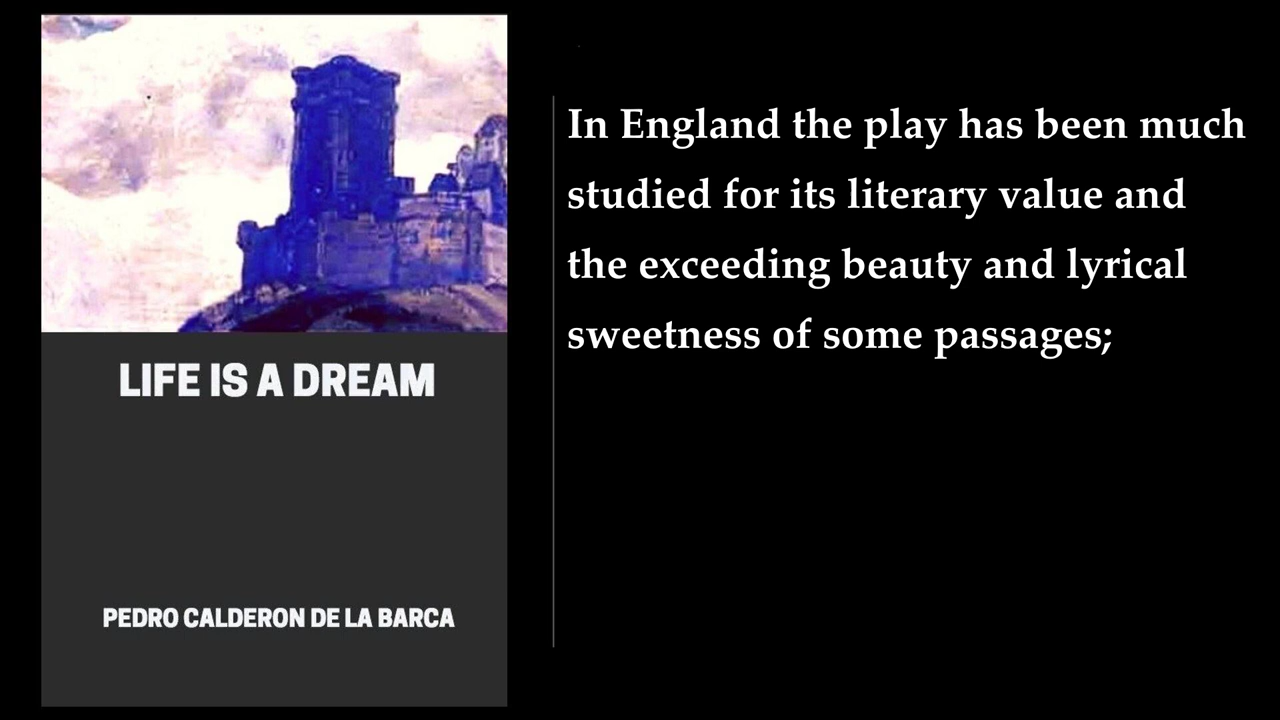 LIFE IS A DREAM
PEDRO CALDERON DE LA BARCA
In England the play has been much
studied for its literary value and
the exceeding beauty and lyrical
sweetness of some passages;